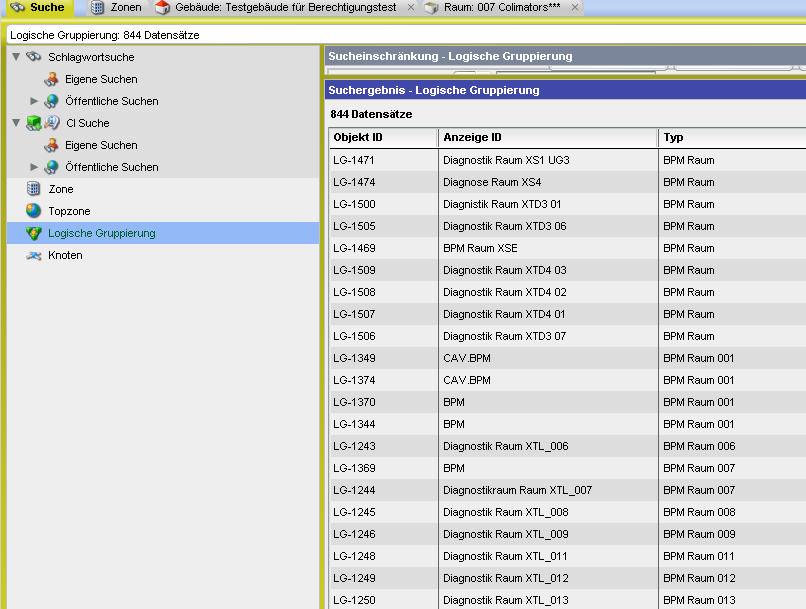 Suche Zonen Gebäude: Testgebäude für Berechtigungstest Raum: 007 Colimators***
Logische Gruppierung: 844 Datensätze
Schlagwortsuche
Eigene Suchen
Öffentliche Suchen
CI Suche
Eigene Suchen
Öffentliche Suchen
Zone
Topzone
Logische Gruppierung
Knoten
Sucheinschränkung - Logische Gruppierung
Suchergebnis - Logische Gruppierung
844 Datensätze
Objekt ID Anzeige ID Typ
LG-1471 Diagnostik Raum XS1 UG3 BPM Raum
LG-1474 Diagnose Raum XS4 BPM Raum
LG-1500 Diagnistik Raum XTD3 01 BPM Raum
LG-1505 Diagnostik Raum XTD3 06 BPM Raum
LG-1469 BPM Raum XSE BPM Raum
LG-1509 Diagnostik Raum XTD4 03 BPM Raum
LG-1508 Diagnostik Raum XTD4 02 BPM Raum
LG-1507 Diagnostik Raum XTD4 01 BPM Raum
LG-1506 Diagnostik Raum XTD3 07 BPM Raum
LG-1349 CAV.BPM BPM Raum 001
LG-1374 CAV.BPM BPM Raum 001
LG-1370 BPM BPM Raum 001
LG-1344 BPM BPM Raum 001
LG-1243 Diagnostik Raum XTL_006 BPM Raum 006
LG-1369 BPM BPM Raum 007
LG-1244 Diagnostikraum Raum XTL_007 BPM Raum 007
LG-1245 Diagnostik Raum XTL_008 BPM Raum 008
LG-1246 Diagnostik Raum XTL_009 BPM Raum 009
LG-1248 Diagnostik Raum XTL_011 BPM Raum 011
LG-1249 Diagnostik Raum XTL_012 BPM Raum 012
LG-1250 Diagnostik Raum XTL_013 BPM Raum 013